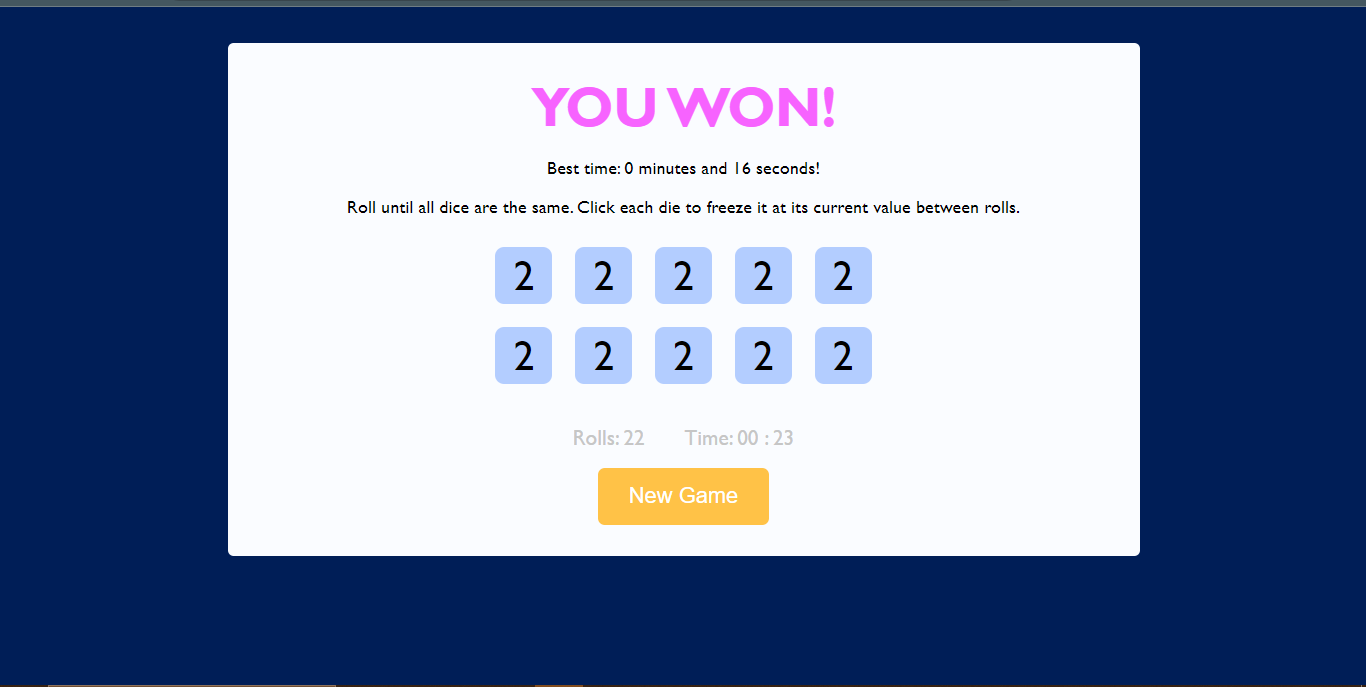 YOU WON!
Best time: 0 minutes and 16 seconds!
Roll until all dice are the same. Click each die to freeze it at its current value between rolls.
2 2 2 2 2
2 2 2 2 2
Rolls: 22 Time: 00 : 23
New Game